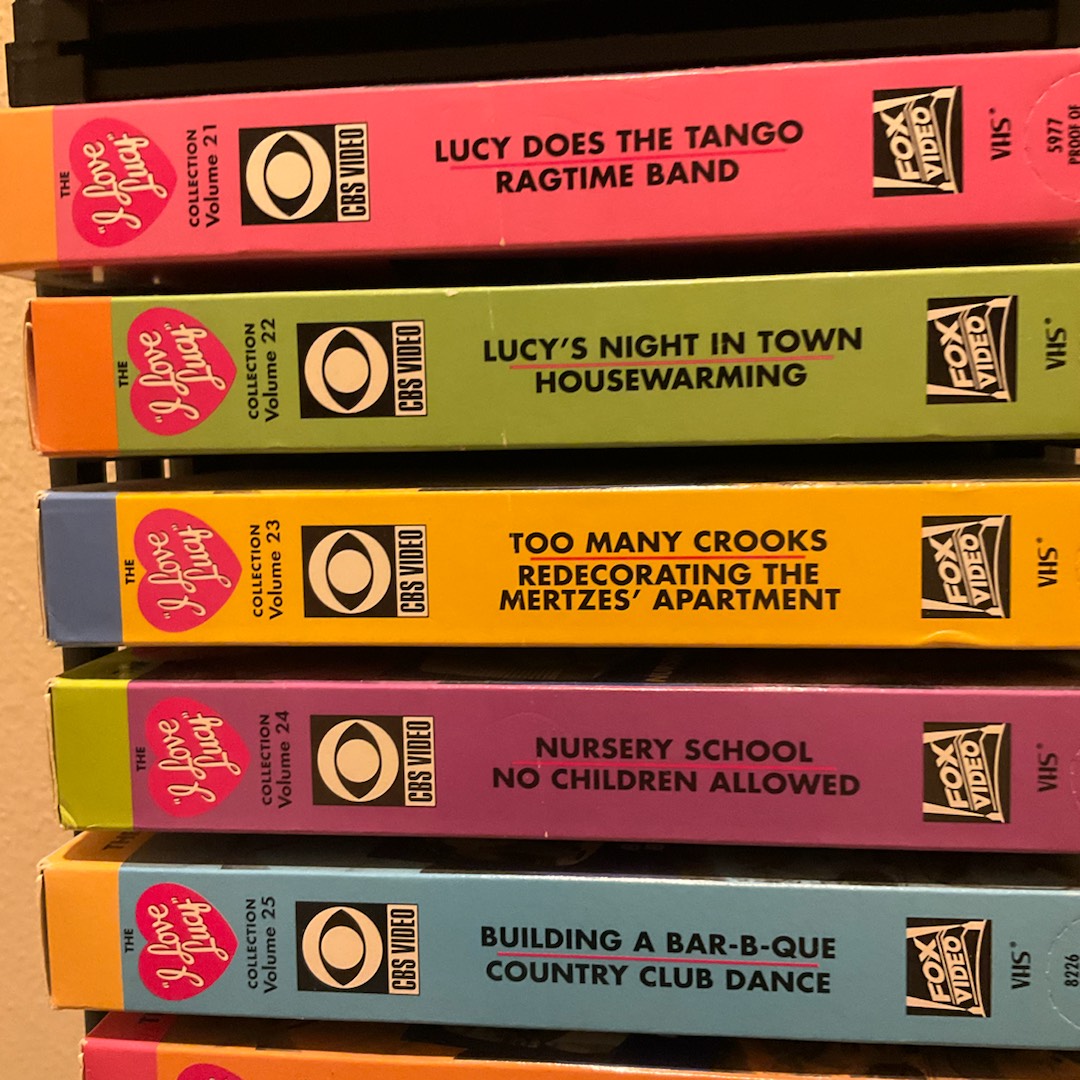 THE
"I Love
Lucy"
COLLECTION
Volume 21
CBS VIDEO
LUCY DOES THE TANGO
RAGTIME BAND
FOX
VIDEO
VHS®
5977
PROOF OF
THE
"I Love
Lucy"
COLLECTION
Volume 22
CBS VIDEO
LUCY'S NIGHT IN TOWN
HOUSEWARMING
FOX
VIDEO
VHS®
THE
"I Love
Lucy"
COLLECTION
Volume 23
CBS VIDEO
TOO MANY CROOKS
REDECORATING THE
MERTZES' APARTMENT
FOX
VIDEO
VHS®
THE
"I Love
Lucy"
COLLECTION
Volume 24
CBS VIDEO
NURSERY SCHOOL
NO CHILDREN ALLOWED
FOX
VIDEO
VHS®
THE
THE
"I Love
Lucy"
COLLECTION
Volume 25
CBS VIDEO
BUILDING A BAR-B-QUE
COUNTRY CLUB DANCE
FOX
VIDEO
VHS®
8226